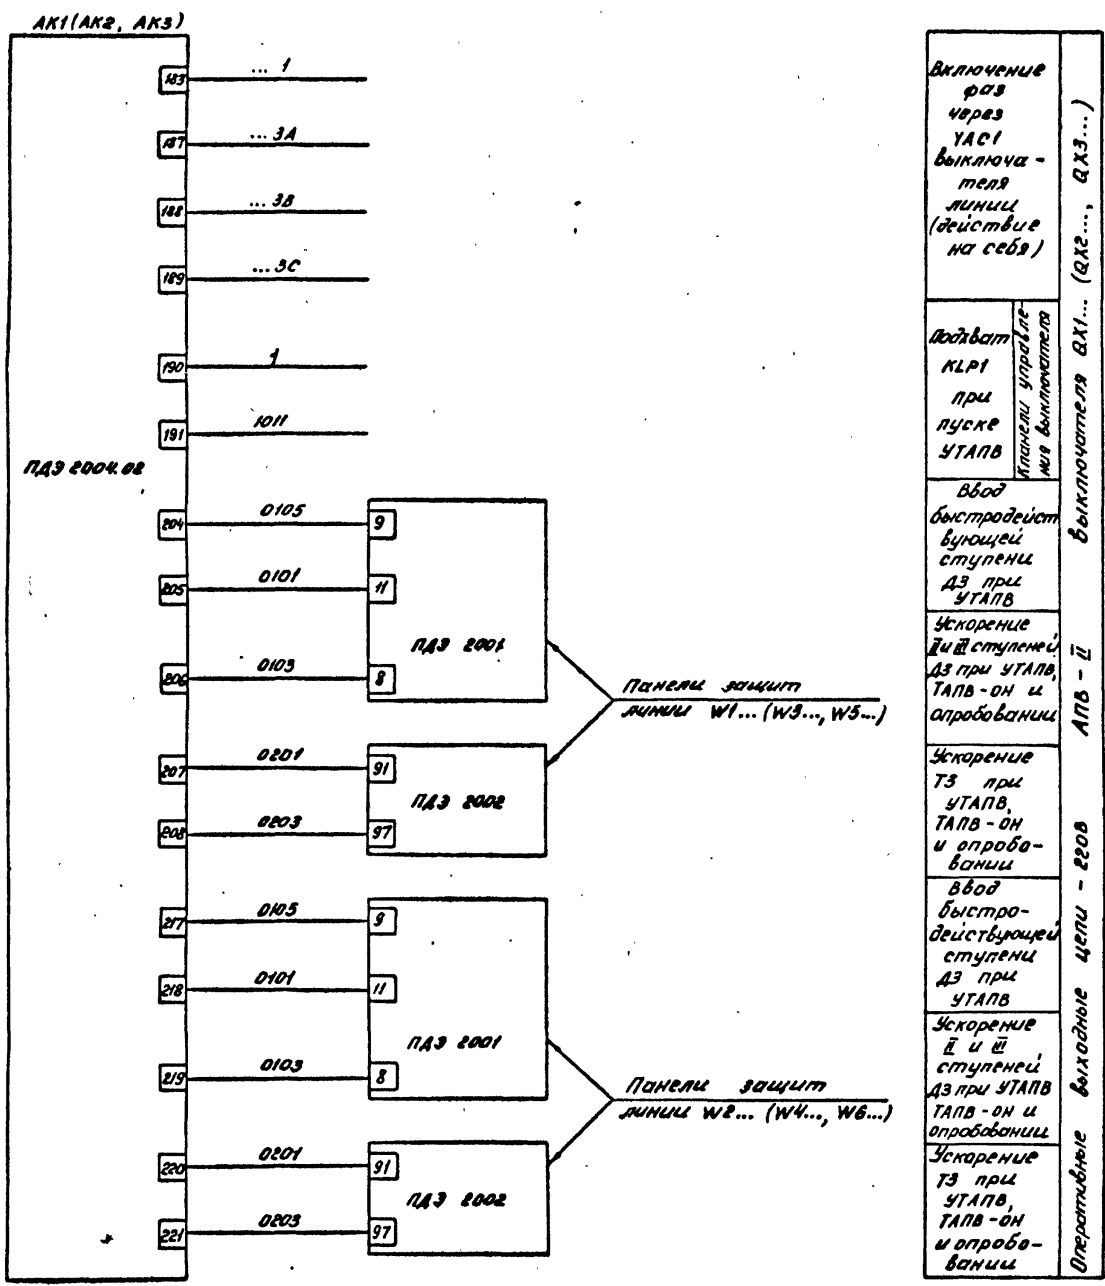 АК1(АК2, АК3)
183
... 1
187
... 3А
188
... 3В
189
... 3С
190
1
191
1011
ПДЭ 2004.02
204
0105
9
205
0101
11
ПДЭ 2001
206
0103
8
Панели защит
линии W1... (W3..., W5...)
207
0201
91
ПДЭ 2002
208
0203
97
217
0105
9
218
0101
11
ПДЭ 2001
219
0103
8
Панели защит
линии W2... (W4..., W6...)
220
0201
91
ПДЭ 2002
221
0203
97
Включение
фаз
через
YAC1
выключа-
теля
линии
(действие
на себя)
Подхват
KLP1
при
пуске
УТАПВ
К панели управле-
ния выключателя
Ввод
быстродейст
вующей
ступени
ДЗ при
УТАПВ
Ускорение
II и III ступеней
ДЗ при УТАПВ,
ТАПВ-он и
опробовании
Ускорение
ТЗ при
УТАПВ,
ТАПВ-он
и опробо-
вании
Ввод
быстро-
действующей
ступени
ДЗ при
УТАПВ
Ускорение
II и III
ступеней
ДЗ при УТАПВ
ТАПВ-он и
опробовании
Ускорение
ТЗ при
УТАПВ,
ТАПВ-он
и опробо-
вании
Оперативные выходные цепи - 220В АПВ - II выключателя QX1... (QX2..., QX3...)